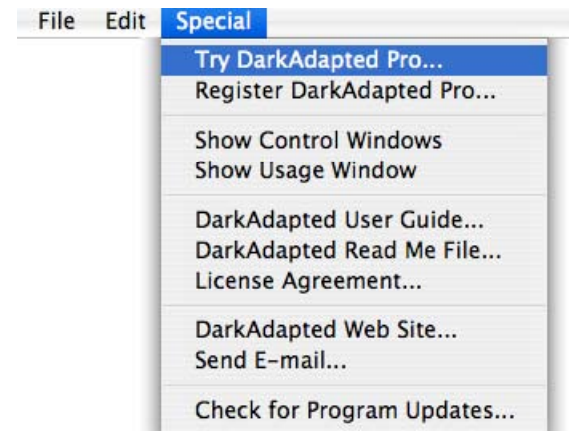 File Edit Special
Try DarkAdapted Pro...
Register DarkAdapted Pro...
Show Control Windows
Show Usage Window
DarkAdapted User Guide...
DarkAdapted Read Me File...
License Agreement...
DarkAdapted Web Site...
Send E-mail...
Check for Program Updates...